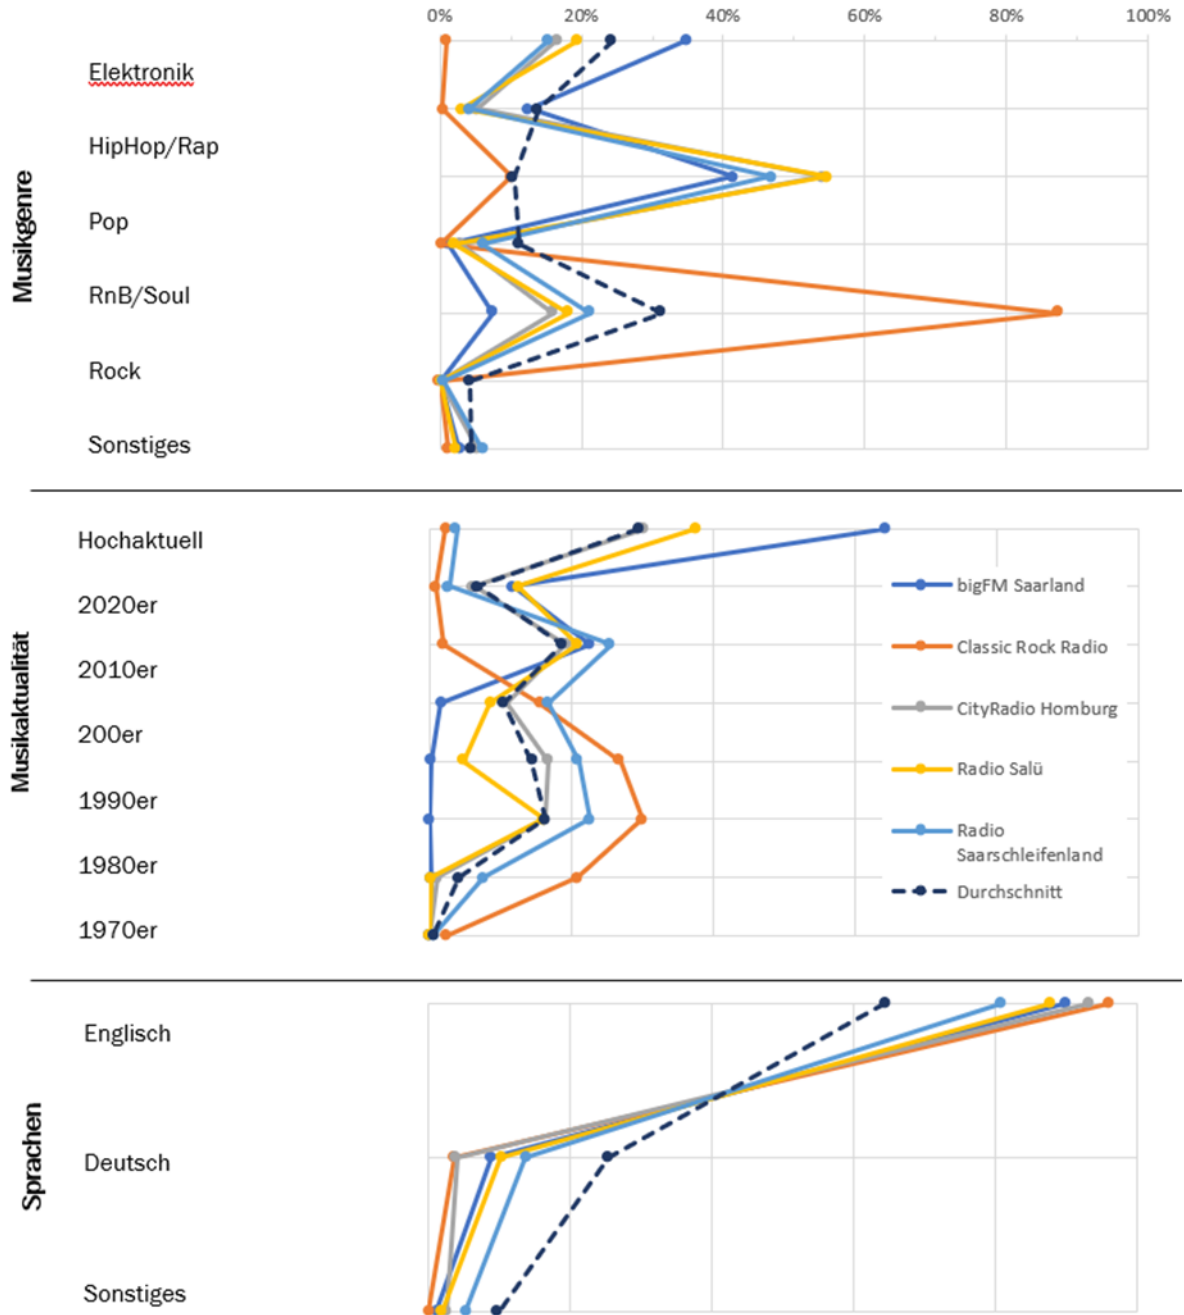 0%
20%
40%
60%
80%
100%
Musikgenre
Elektronik
HipHop/Rap
Pop
RnB/Soul
Rock
Sonstiges
Musikaktualität
Hochaktuell
2020er
2010er
200er
1990er
1980er
1970er
bigFM Saarland
Classic Rock Radio
CityRadio Homburg
Radio Salü
Radio
Saarschleifenland
Durchschnitt
Sprachen
Englisch
Deutsch
Sonstiges